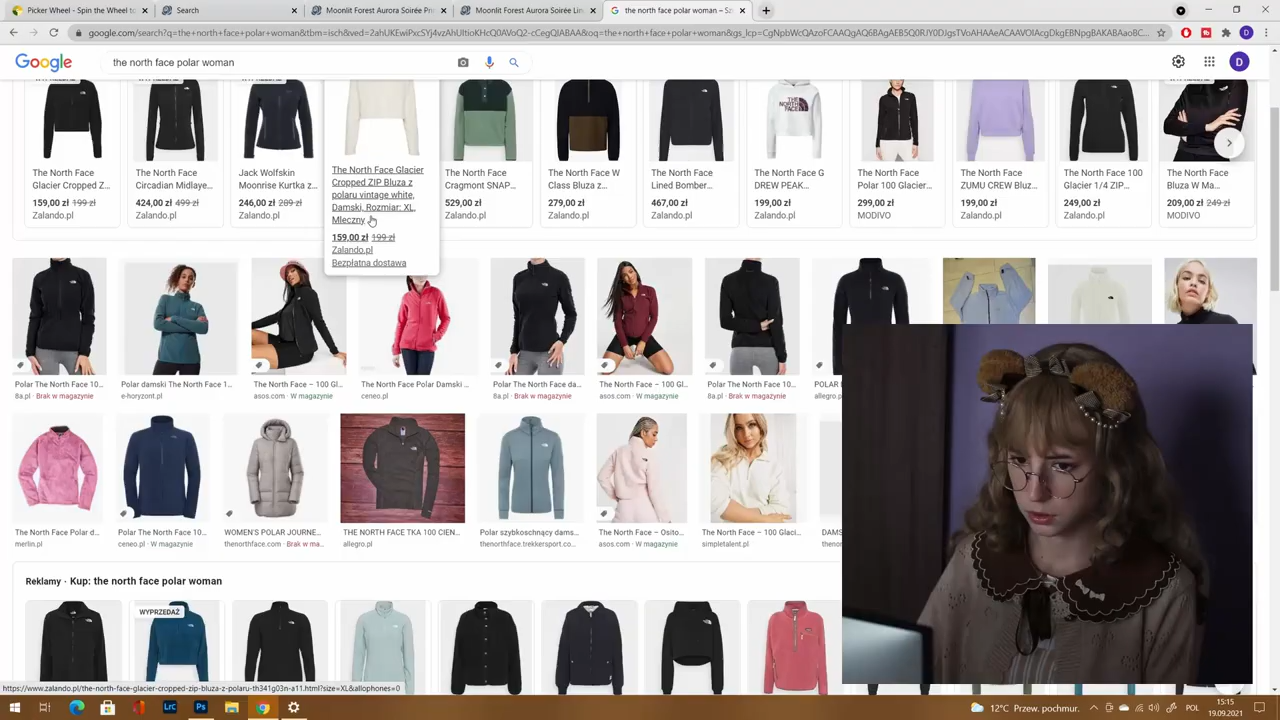 Picker Wheel - Spin the Wheel to
Search
Moonlit Forest Aurora Soirée Pri
Moonlit Forest Aurora Soirée Lin
the north face polar woman – Sz
google.com/search?q=the+north+face+polar+woman&tbm=isch&ved=
the north face polar woman
The North Face
Glacier Cropped Z...
159,00 zł 199 zł
Zalando.pl
The North Face
Circadian Midlaye...
424,00 zł 499 zł
Zalando.pl
Jack Wolfskin
Moonrise Kurtka z...
246,00 zł 289 zł
Zalando.pl
The North Face Glacier
Cropped ZIP Bluza z
polaru vintage white,
Damski, Rozmiar: XL,
Mleczny
159,00 zł 199 zł
Zalando.pl
Bezpłatna dostawa
The North Face
Cragmont SNAP...
529,00 zł
Zalando.pl
The North Face W
Class Bluza z...
279,00 zł
Zalando.pl
The North Face
Lined Bomber...
467,00 zł
Zalando.pl
The North Face G
DREW PEAK...
199,00 zł
Zalando.pl
The North Face
Polar 100 Glacier...
299,00 zł
MODIVO
The North Face
ZUMU CREW Bluz...
199,00 zł
Zalando.pl
The North Face 100
Glacier 1/4 ZIP...
249,00 zł
Zalando.pl
The North Face
Bluza W Ma...
209,00 zł 249 zł
MODIVO
Polar The North Face 10...
8a.pl · Brak w magazynie
Polar damski The North Face 1...
e-horyzont.pl
The North Face – 100 Gl...
asos.com · W magazynie
The North Face Polar Damski ...
ceneo.pl
Polar The North Face da...
8a.pl · Brak w magazynie
The North Face – 100 Gl...
asos.com · W magazynie
Polar The North Face 10...
8a.pl · Brak w magazynie
allegro.pl
The North Face Polar d...
merlin.pl
Polar The North Face 10...
ceneo.pl · W magazynie
WOMEN'S POLAR JOURNE...
thenorthface.com · Brak w ma...
THE NORTH FACE TKA 100 CIEN...
allegro.pl
Polar szybkoschnący dams...
thenorthface.trekkersport.co...
The North Face – Osito...
asos.com · W magazynie
The North Face – 100 Glaci...
simpletalent.pl
Reklamy · Kup: the north face polar woman
WYPRZEDAŻ
https://www.zalando.pl/the-north-face-glacier-cropped-zip-bluza-z-polaru-th341g03n-a11.html?size=XL&allophones=0
12°C Przew. pochmur.
POL
15:15
19.09.2021